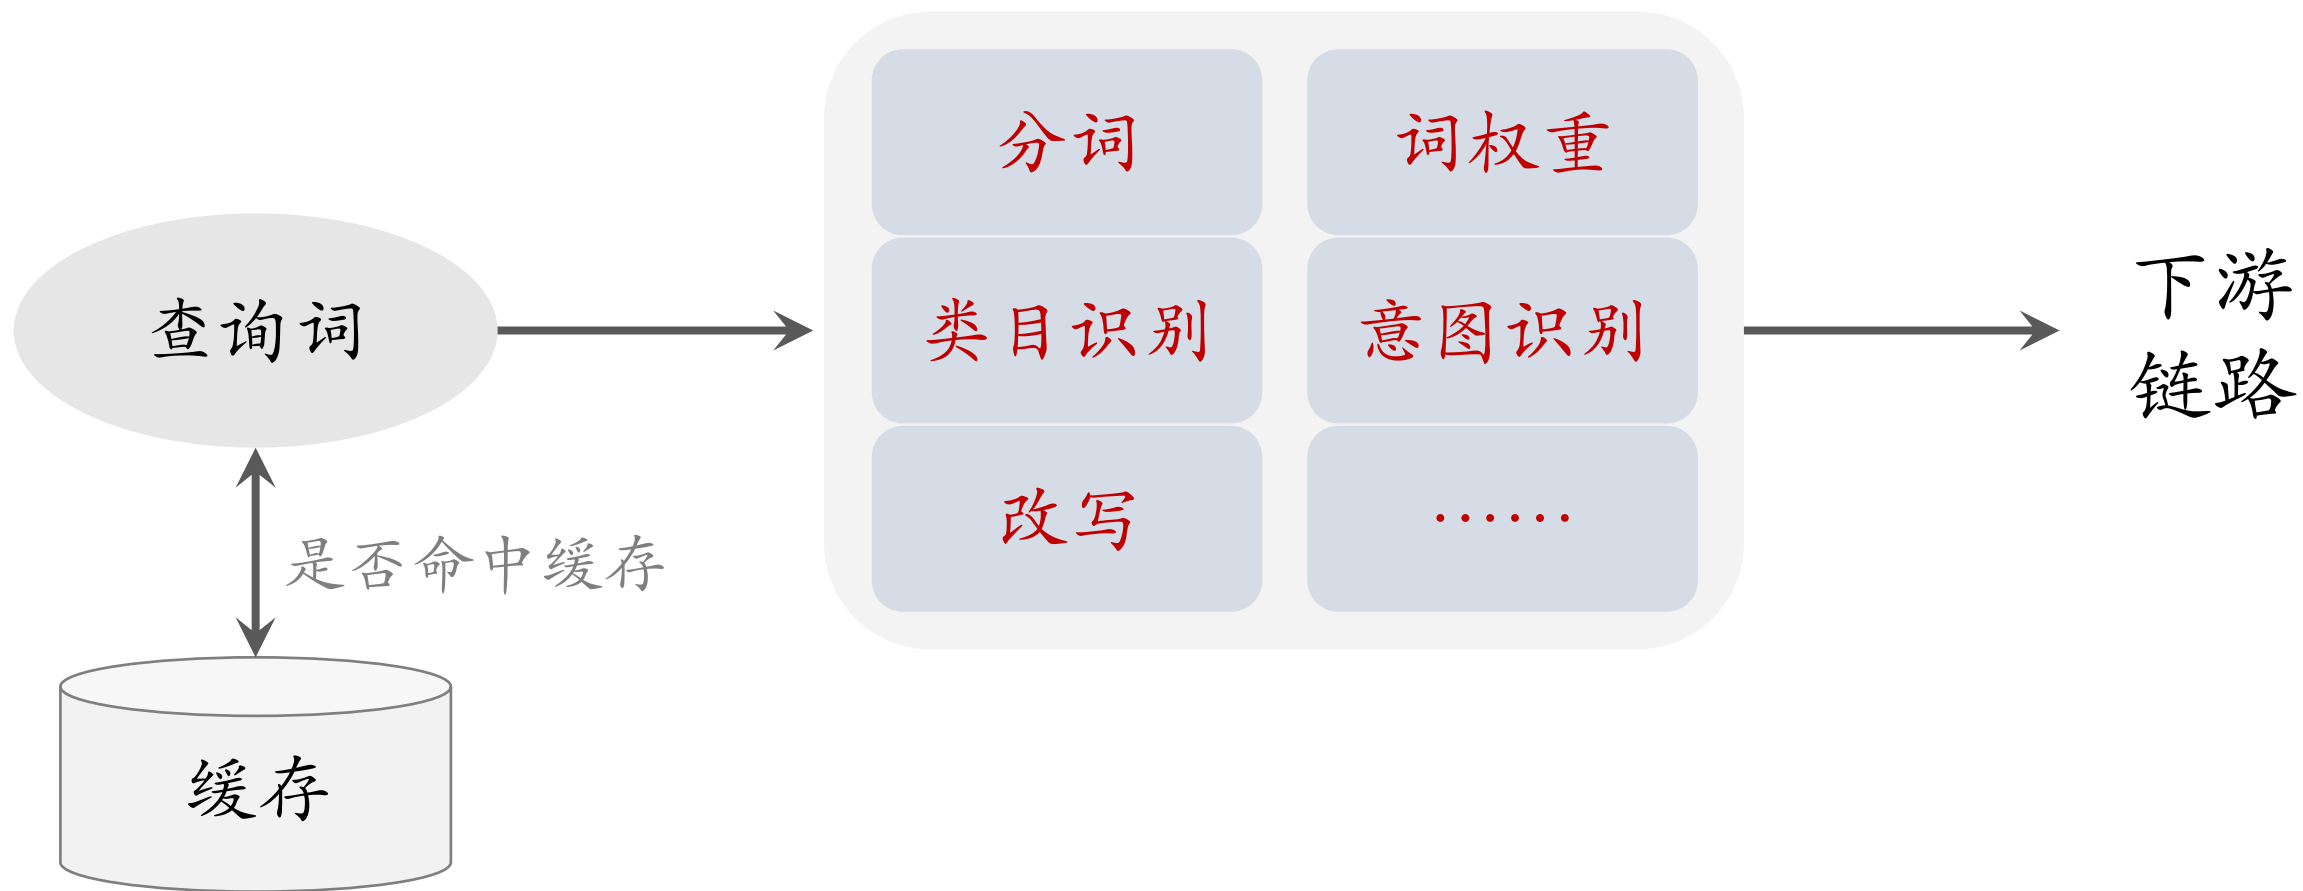 查询词
是否命中缓存
缓存
分词
词权重
类目识别
意图识别
改写
······
下游
链路